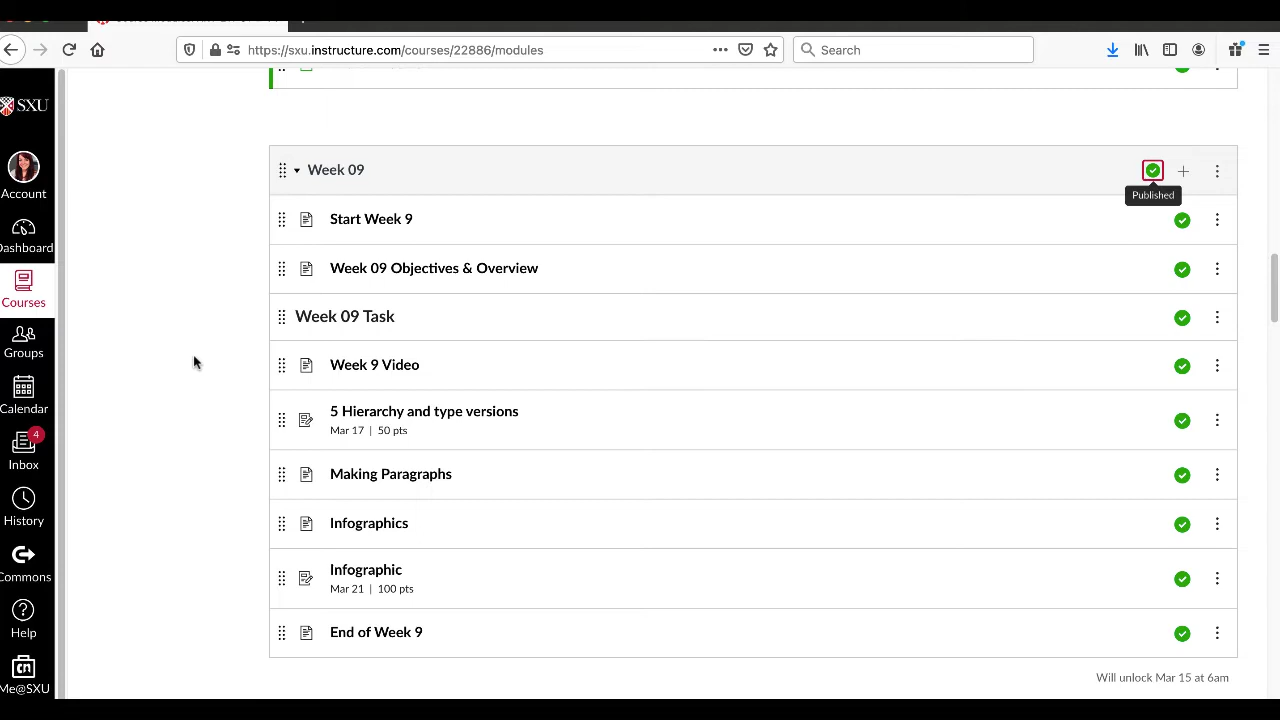 https://sxu.instructure.com/courses/22886/modules
Search
SXU
Account
Dashboard
Courses
Groups
Calendar
4
Inbox
History
Commons
Help
Me@SXU
Week 09
Published
Start Week 9
Week 09 Objectives & Overview
Week 09 Task
Week 9 Video
5 Hierarchy and type versions
Mar 17 | 50 pts
Making Paragraphs
Infographics
Infographic
Mar 21 | 100 pts
End of Week 9
Will unlock Mar 15 at 6am